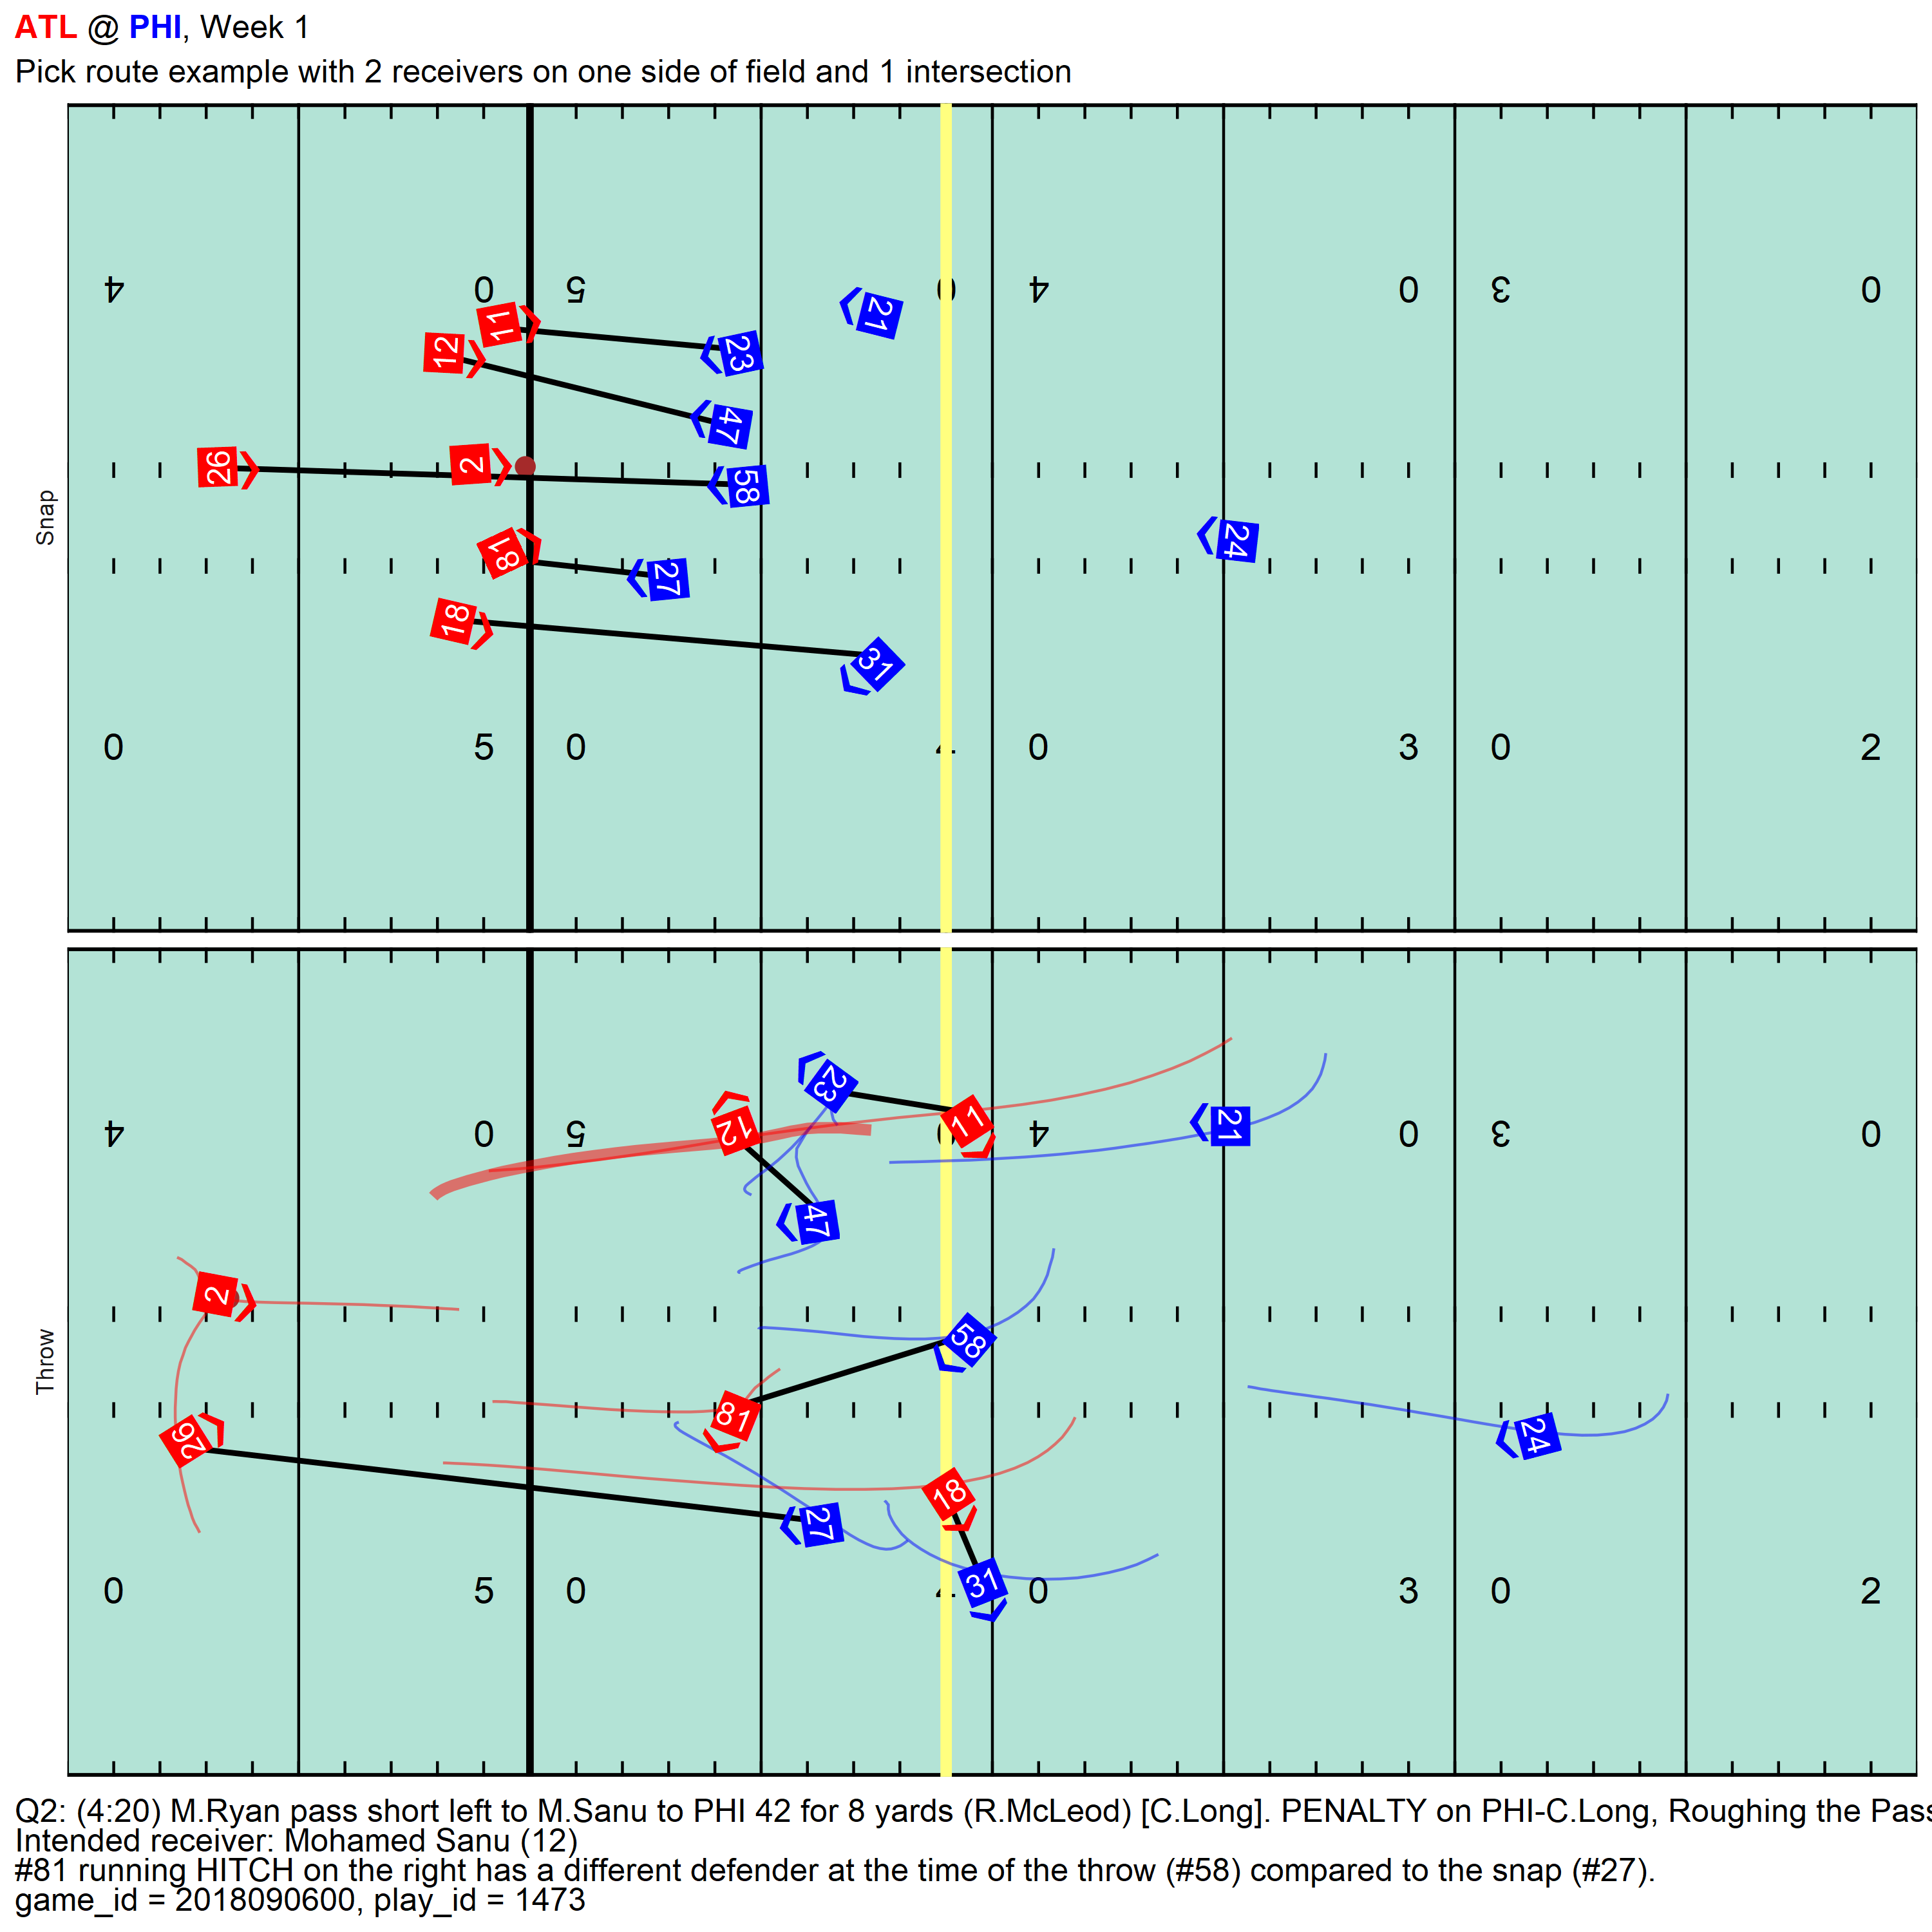 ATL @ PHI, Week 1
Pick route example with 2 receivers on one side of field and 1 intersection
Snap
4 0 5 0 4 0 3 0
11 12 23 21 47
26 2 58
81 27 24
18 31
0 5 0 4 0 3 0 2
Throw
23 12 11 21
4 0 5 0 4 0 3 0
47
2 58
81 26 24
18 27
31
0 5 0 4 0 3 0 2
Q2: (4:20) M.Ryan pass short left to M.Sanu to PHI 42 for 8 yards (R.McLeod) [C.Long]. PENALTY on PHI-C.Long, Roughing the Pass
Intended receiver: Mohamed Sanu (12)
#81 running HITCH on the right has a different defender at the time of the throw (#58) compared to the snap (#27).
game_id = 2018090600, play_id = 1473